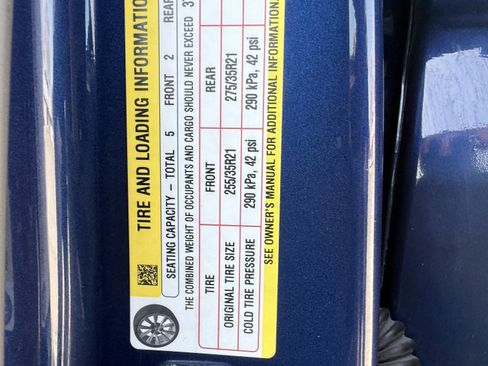 TIRE AND LOADING INFORMATION
SEATING CAPACITY – TOTAL 5 FRONT 2 REAR
THE COMBINED WEIGHT OF OCCUPANTS AND CARGO SHOULD NEVER EXCEED
TIRE FRONT REAR
ORIGINAL TIRE SIZE 255/35R21 275/35R21
COLD TIRE PRESSURE 290 kPa, 42 psi 290 kPa, 42 psi
SEE OWNER'S MANUAL FOR ADDITIONAL INFORMATION